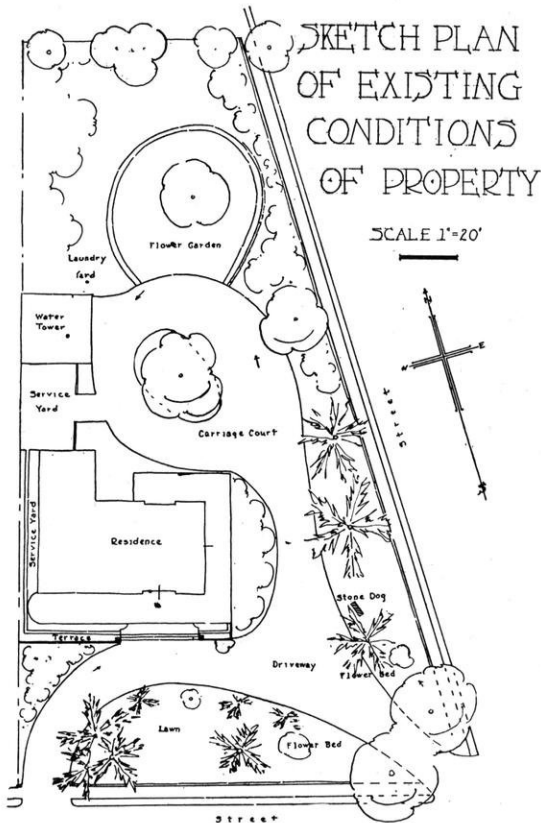 SKETCH PLAN
OF EXISTING
CONDITIONS
OF PROPERTY
SCALE 1"=20'
Flower Garden
Laundry
Yard
Water
Tower
Service
Yard
Carriage Court
Street
Service Yard
Residence
Stone Dog
Terrace
Driveway
Flower Bed
Lawn
Flower Bed
Street
N
E
S
W